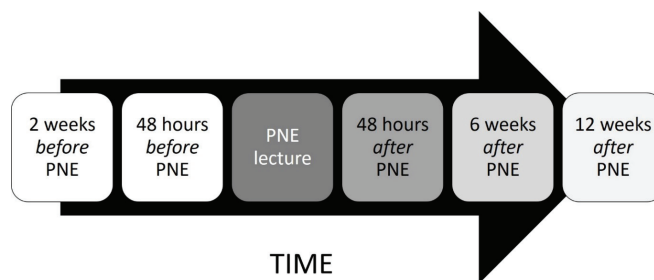 2 weeks
before
PNE
48 hours
before
PNE
PNE
lecture
48 hours
after
PNE
6 weeks
after
PNE
12 weeks
after
PNE
TIME